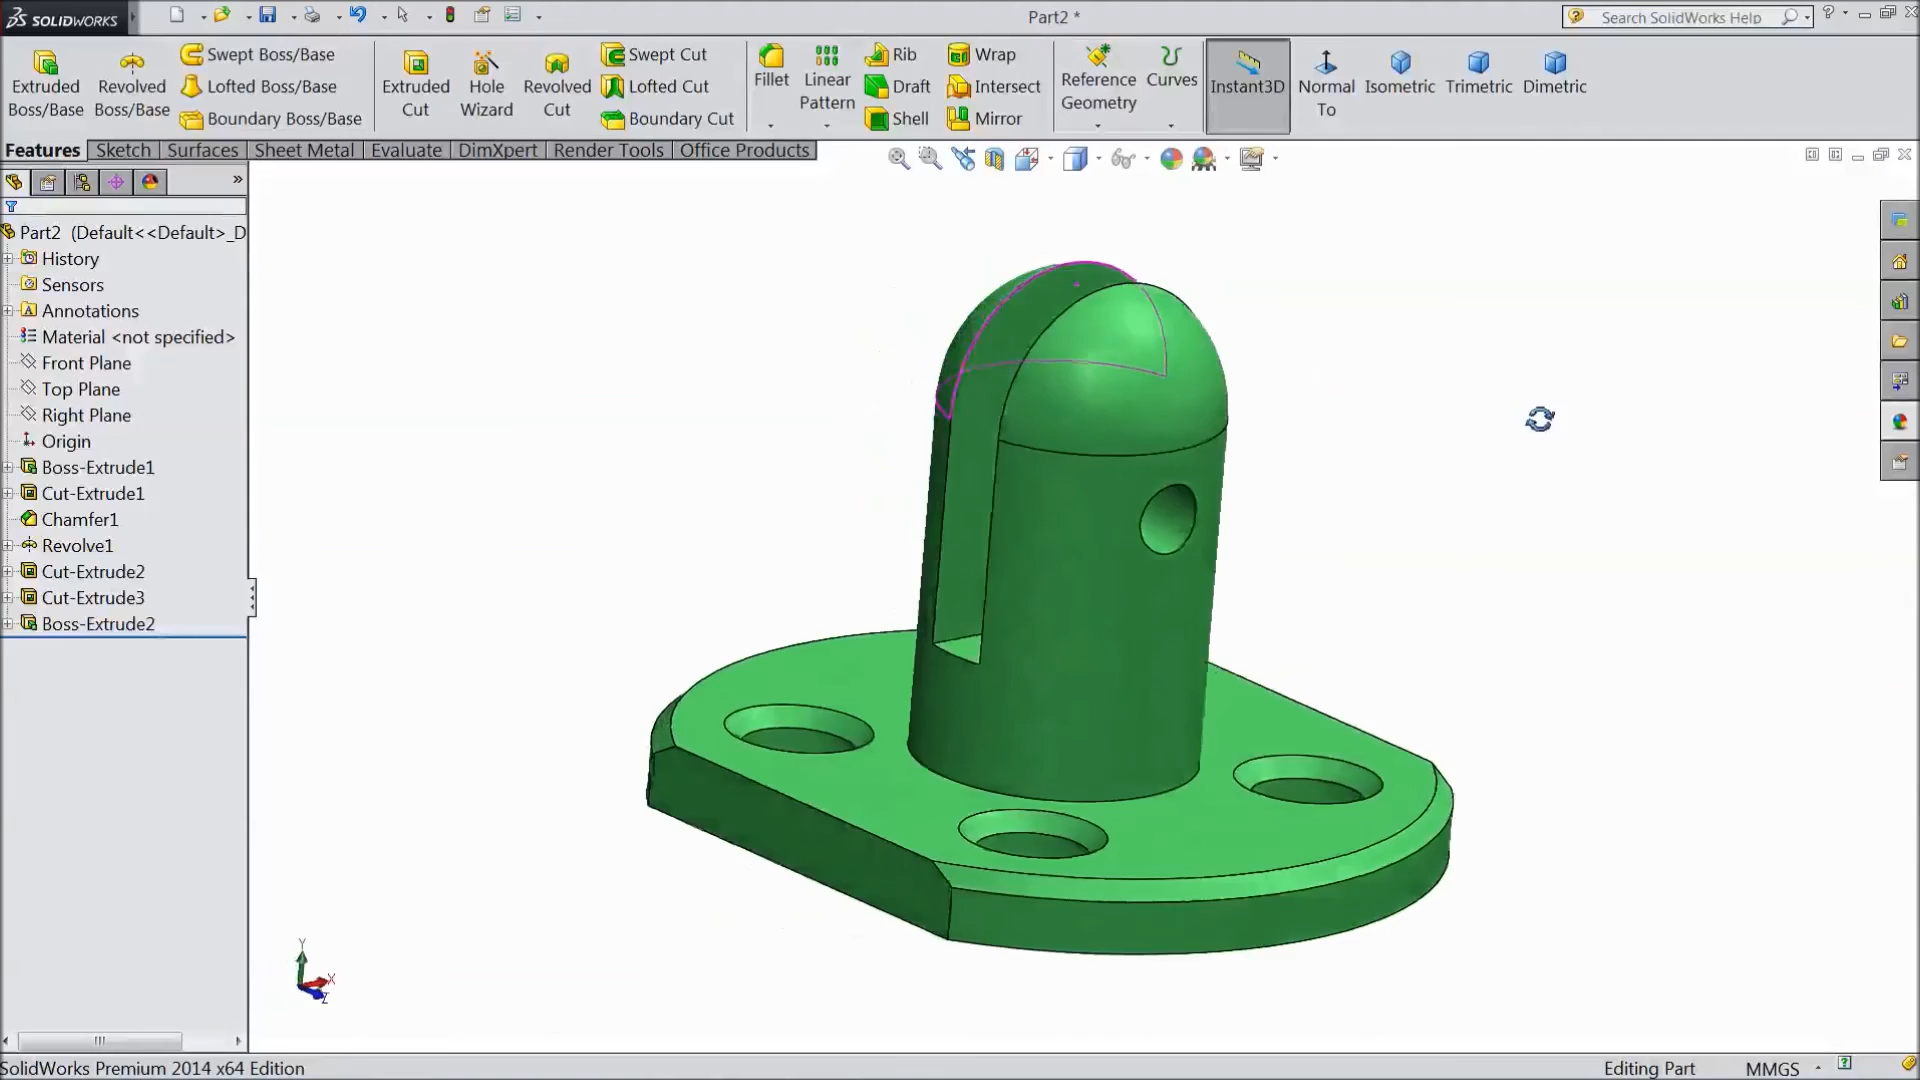 SOLIDWORKS
Part2 *
Search SolidWorks Help
Extruded Boss/Base
Revolved Boss/Base
Swept Boss/Base
Lofted Boss/Base
Boundary Boss/Base
Extruded Cut
Hole Wizard
Revolved Cut
Swept Cut
Lofted Cut
Boundary Cut
Fillet
Linear Pattern
Rib
Draft
Shell
Wrap
Intersect
Mirror
Reference Geometry
Curves
Instant3D
Normal To
Isometric
Trimetric
Dimetric
Features
Sketch
Surfaces
Sheet Metal
Evaluate
DimXpert
Render Tools
Office Products
Part2 (Default<<Default>_D
History
Sensors
Annotations
Material <not specified>
Front Plane
Top Plane
Right Plane
Origin
Boss-Extrude1
Cut-Extrude1
Chamfer1
Revolve1
Cut-Extrude2
Cut-Extrude3
Boss-Extrude2
Y
X
Z
SolidWorks Premium 2014 x64 Edition
Editing Part
MMGS